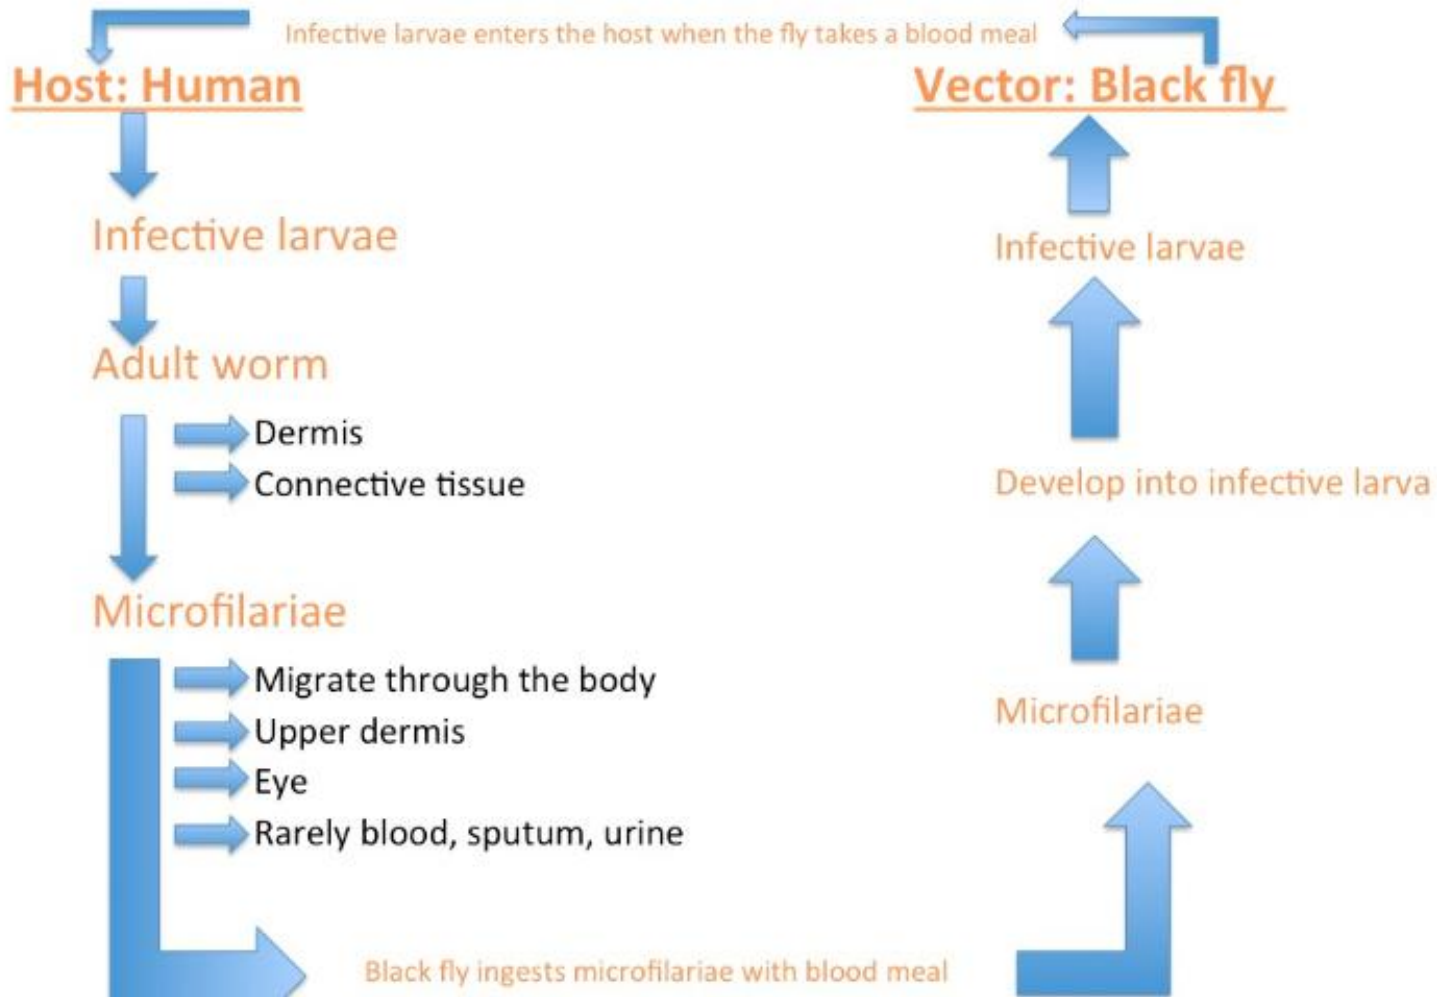 Infective larvae enters the host when the fly takes a blood meal
Host: Human
Vector: Black fly
Infective larvae
Adult worm
Dermis
Connective tissue
Microfilariae
Migrate through the body
Upper dermis
Eye
Rarely blood, sputum, urine
Black fly ingests microfilariae with blood meal
Infective larvae
Develop into infective larva
Microfilariae